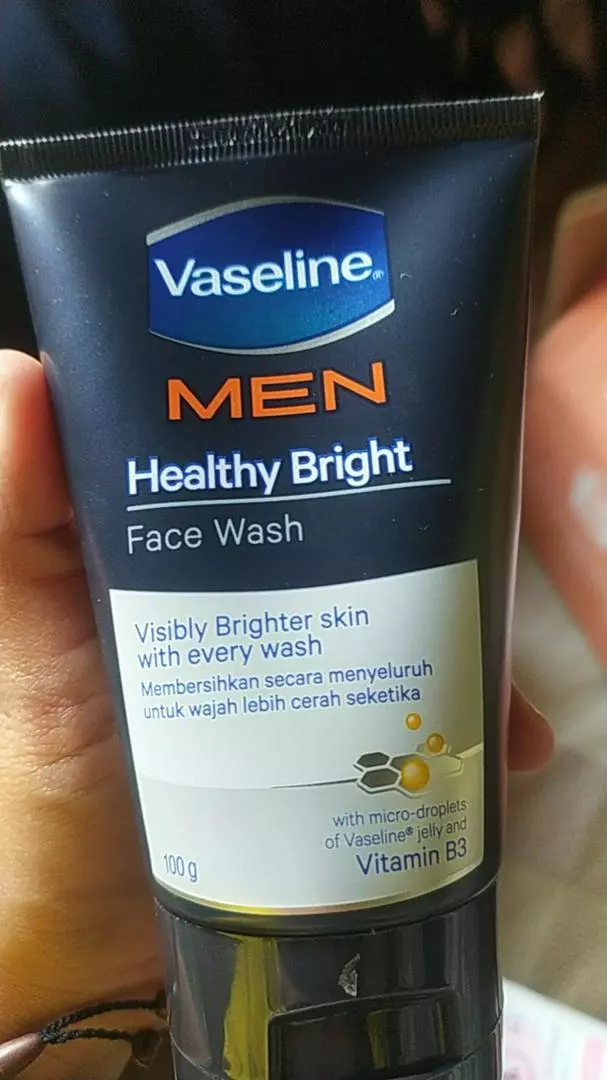 Vaseline®
MEN
Healthy Bright
Face Wash
Visibly Brighter skin
with every wash
Membersihkan secara menyeluruh
untuk wajah lebih cerah seketika
with micro-droplets
of Vaseline® jelly and
Vitamin B3
100 g